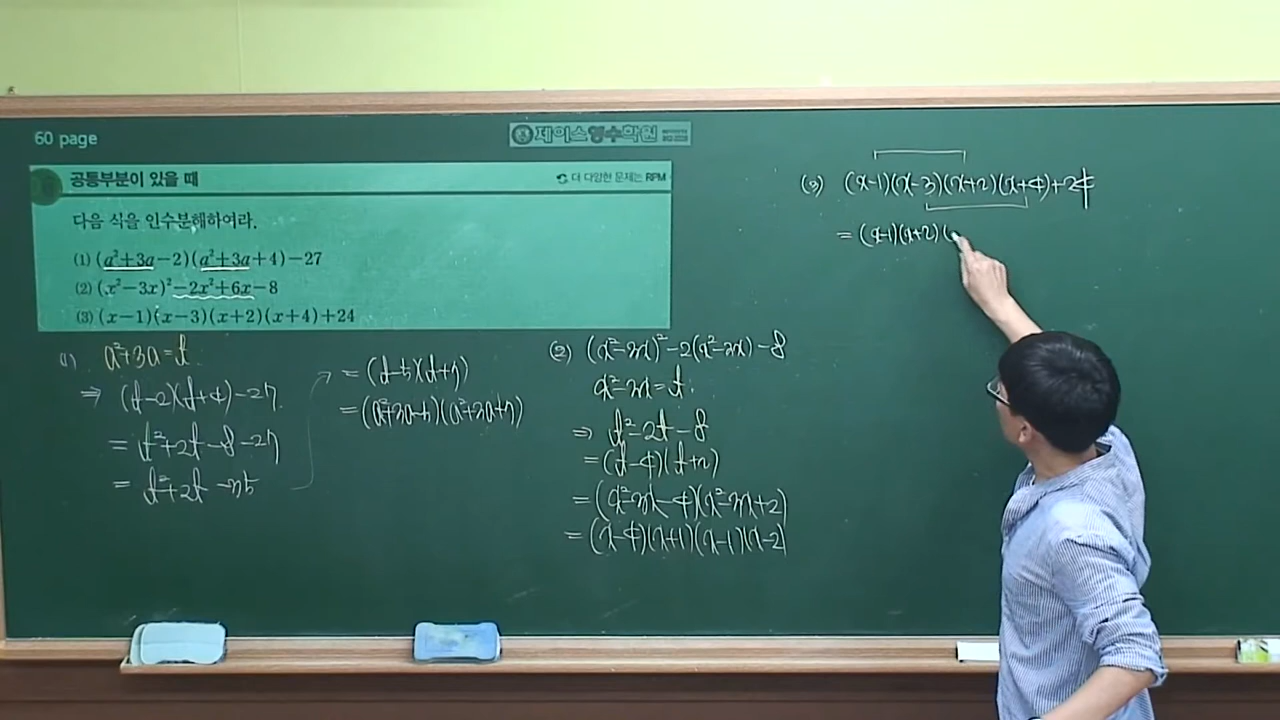 60 page
제이스영수학원
공통부분이 있을 때
더 다양한 문제는 RPM
다음 식을 인수분해하여라.
(1) (a²+3a−2)(a²+3a+4)−27
(2) (x²−3x)²−2x²+6x−8
(3) (x−1)(x−3)(x+2)(x+4)+24
1) a²+3a=t
⇒ (t−2)(t+4)−27
= t²+2t−8−27
= t²+2t−35
= (t−5)(t+7)
= (a²+3a−5)(a²+3a+7)
(2) (x²−3x)²−2(x²−3x)−8
x²−3x=t
⇒ t²−2t−8
=(t−4)(t+2)
=(x²−3x−4)(x²−3x+2)
=(x−4)(x+1)(x−1)(x−2)
(3) (x−1)(x−3)(x+2)(x+4)+24
= (x−1)(x+2)(